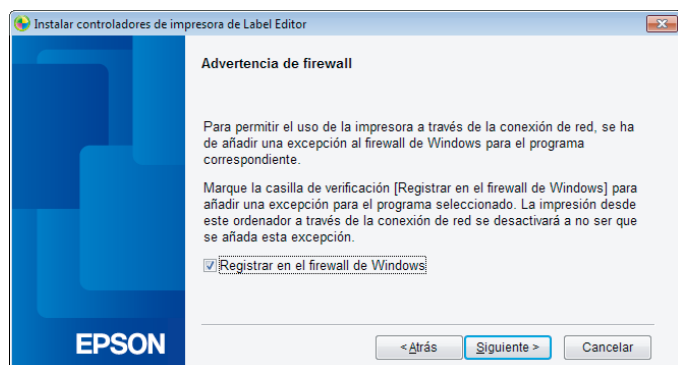 Instalar controladores de impresora de Label Editor
Advertencia de firewall
Para permitir el uso de la impresora a través de la conexión de red, se ha
de añadir una excepción al firewall de Windows para el programa
correspondiente.
Marque la casilla de verificación [Registrar en el firewall de Windows] para
añadir una excepción para el programa seleccionado. La impresión desde
este ordenador a través de la conexión de red se desactivará a no ser que
se añada esta excepción.
Registrar en el firewall de Windows
EPSON
< Atrás
Siguiente >
Cancelar